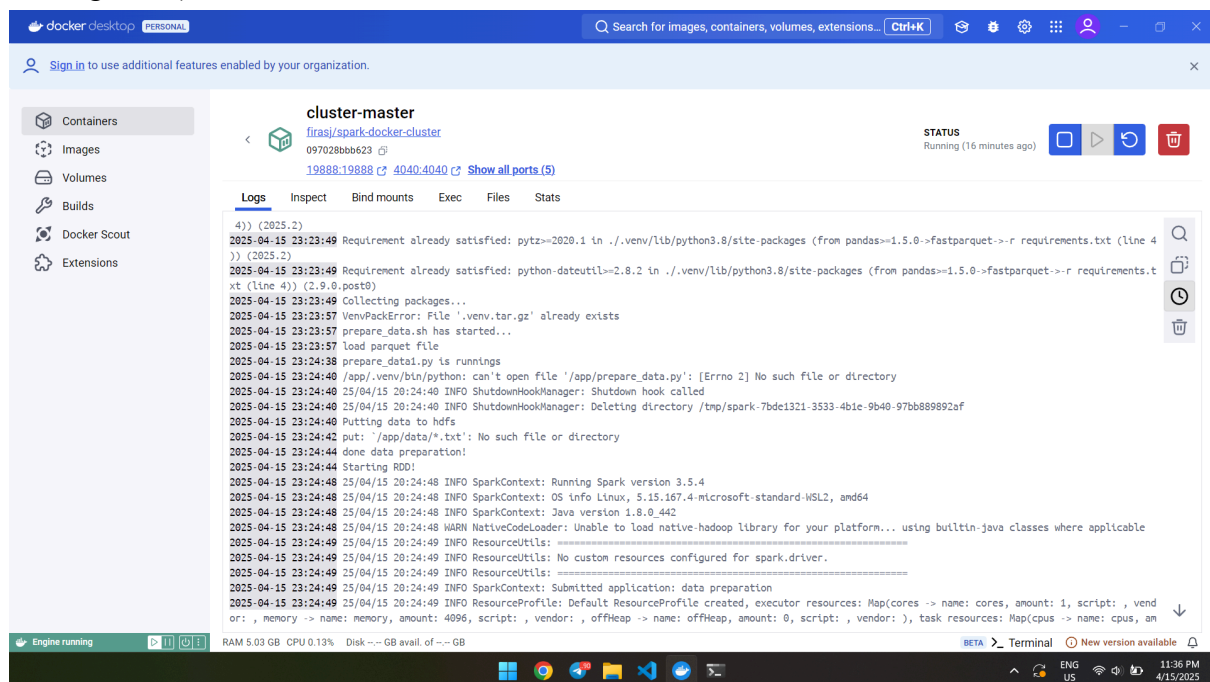 docker desktop PERSONAL
Search for images, containers, volumes, extensions... Ctrl+K
Sign in to use additional features enabled by your organization.
Containers
Images
Volumes
Builds
Docker Scout
Extensions
cluster-master
firasj/spark-docker-cluster
097028bbb623
19888:19888 4040:4040 Show all ports (5)
STATUS
Running (16 minutes ago)
Logs Inspect Bind mounts Exec Files Stats
4)) (2025.2)
2025-04-15 23:23:49 Requirement already satisfied: pytz>=2020.1 in ./.venv/lib/python3.8/site-packages (from pandas>=1.5.0->fastparquet->-r requirements.txt (line 4
)) (2025.2)
2025-04-15 23:23:49 Requirement already satisfied: python-dateutil>=2.8.2 in ./.venv/lib/python3.8/site-packages (from pandas>=1.5.0->fastparquet->-r requirements.t
xt (line 4)) (2.9.0.post0)
2025-04-15 23:23:49 Collecting packages...
2025-04-15 23:23:57 VenvPackError: File '.venv.tar.gz' already exists
2025-04-15 23:23:57 prepare_data.sh has started...
2025-04-15 23:23:57 load parquet file
2025-04-15 23:24:38 prepare_data1.py is runnings
2025-04-15 23:24:40 /app/.venv/bin/python: can't open file '/app/prepare_data.py': [Errno 2] No such file or directory
2025-04-15 23:24:40 25/04/15 20:24:40 INFO ShutdownHookManager: Shutdown hook called
2025-04-15 23:24:40 25/04/15 20:24:40 INFO ShutdownHookManager: Deleting directory /tmp/spark-7bde1321-3533-4b1e-9b40-97bb889892af
2025-04-15 23:24:40 Putting data to hdfs
2025-04-15 23:24:42 put: `/app/data/*.txt': No such file or directory
2025-04-15 23:24:44 done data preparation!
2025-04-15 23:24:44 Starting RDD!
2025-04-15 23:24:48 25/04/15 20:24:48 INFO SparkContext: Running Spark version 3.5.4
2025-04-15 23:24:48 25/04/15 20:24:48 INFO SparkContext: OS info Linux, 5.15.167.4-microsoft-standard-WSL2, amd64
2025-04-15 23:24:48 25/04/15 20:24:48 INFO SparkContext: Java version 1.8.0_442
2025-04-15 23:24:48 25/04/15 20:24:48 WARN NativeCodeLoader: Unable to load native-hadoop library for your platform... using builtin-java classes where applicable
2025-04-15 23:24:49 25/04/15 20:24:49 INFO ResourceUtils: ==============================================================
2025-04-15 23:24:49 25/04/15 20:24:49 INFO ResourceUtils: No custom resources configured for spark.driver.
2025-04-15 23:24:49 25/04/15 20:24:49 INFO ResourceUtils: ==============================================================
2025-04-15 23:24:49 25/04/15 20:24:49 INFO SparkContext: Submitted application: data preparation
2025-04-15 23:24:49 25/04/15 20:24:49 INFO ResourceProfile: Default ResourceProfile created, executor resources: Map(cores -> name: cores, amount: 1, script: , vend
or: , memory -> name: memory, amount: 4096, script: , vendor: , offHeap -> name: offHeap, amount: 0, script: , vendor: ), task resources: Map(cpus -> name: cpus, am
Engine running RAM 5.03 GB CPU 0.13% Disk --.-- GB avail. of --.-- GB BETA >_ Terminal New version available
ENG
US
11:36 PM
4/15/2025